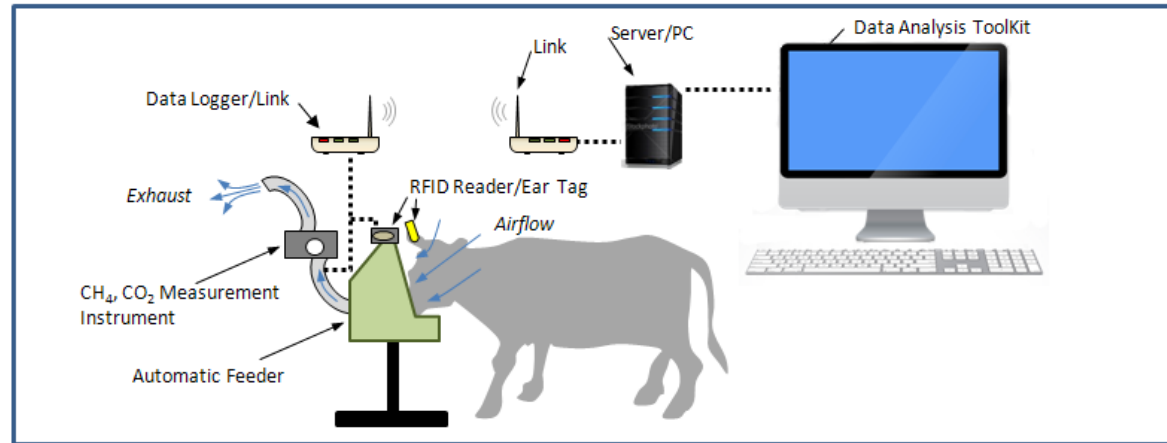 Data Analysis ToolKit
Server/PC
Link
Data Logger/Link
RFID Reader/Ear Tag
Exhaust
Airflow
CH₄, CO₂ Measurement
Instrument
Automatic Feeder